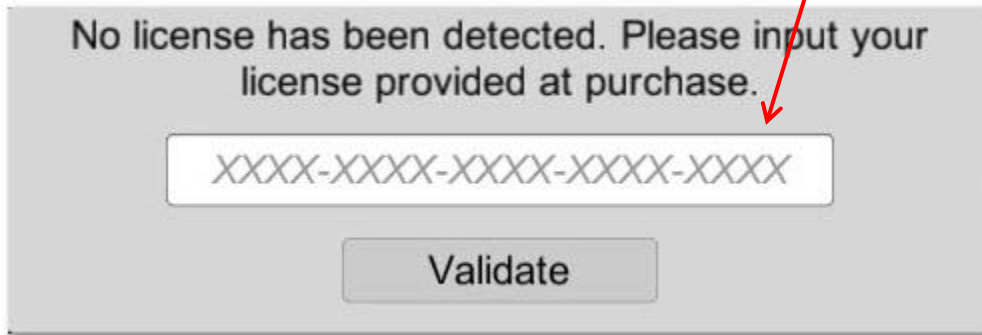 No license has been detected. Please input your
license provided at purchase.
XXXX-XXXX-XXXX-XXXX-XXXX
Validate